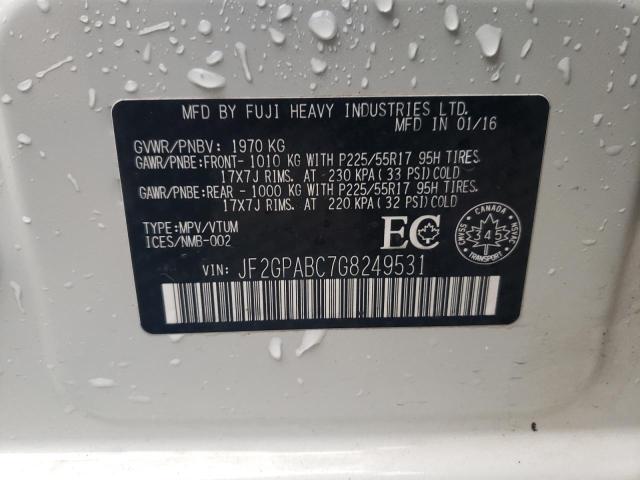 MFD BY FUJI HEAVY INDUSTRIES LTD.
MFD IN 01/16
GVWR/PNBV: 1970 KG
GAWR/PNBE:FRONT- 1010 KG WITH P225/55R17 95H TIRES.
17X7J RIMS. AT 230 KPA (33 PSI) COLD
GAWR/PNBE:REAR - 1000 KG WITH P225/55R17 95H TIRES.
17X7J RIMS. AT 220 KPA (32 PSI) COLD
TYPE:MPV/VTUM
ICES/NMB-002
EC
CANADA
CMVSS
NSVAC
345
TRANSPORT
VIN: JF2GPABC7G8249531